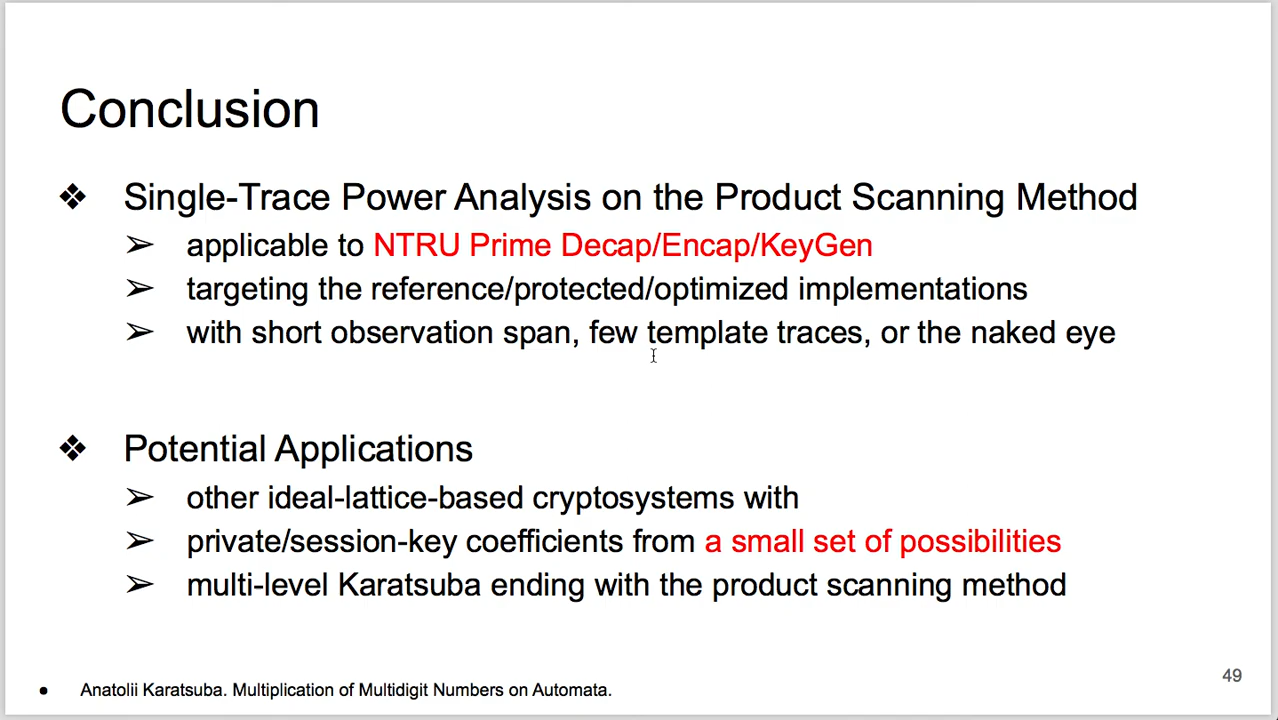 Conclusion
❖ Single-Trace Power Analysis on the Product Scanning Method
➢ applicable to NTRU Prime Decap/Encap/KeyGen
➢ targeting the reference/protected/optimized implementations
➢ with short observation span, few template traces, or the naked eye
❖ Potential Applications
➢ other ideal-lattice-based cryptosystems with
➢ private/session-key coefficients from a small set of possibilities
➢ multi-level Karatsuba ending with the product scanning method
49
● Anatolii Karatsuba. Multiplication of Multidigit Numbers on Automata.